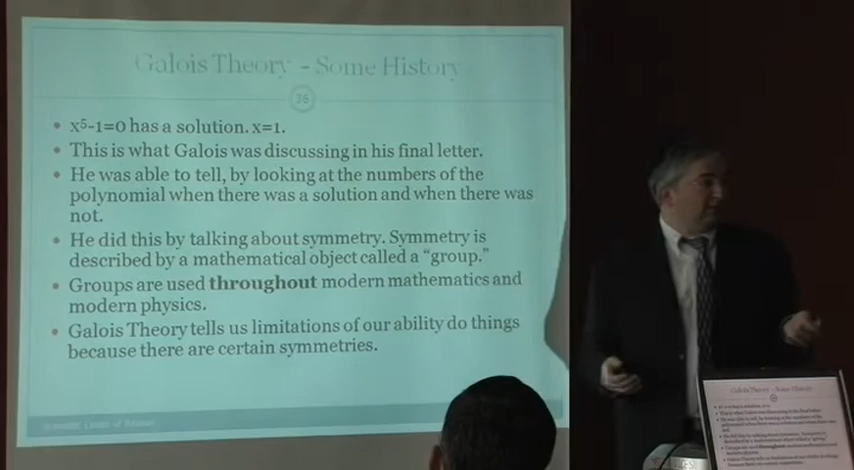 Galois Theory - Some History
36
• x⁵-1=0 has a solution. x=1.
• This is what Galois was discussing in his final letter.
• He was able to tell, by looking at the numbers of the
polynomial when there was a solution and when there was
not.
• He did this by talking about symmetry. Symmetry is
described by a mathematical object called a “group.”
• Groups are used throughout modern mathematics and
modern physics.
• Galois Theory tells us limitations of our ability do things
because there are certain symmetries.
Galois Theory - Some History